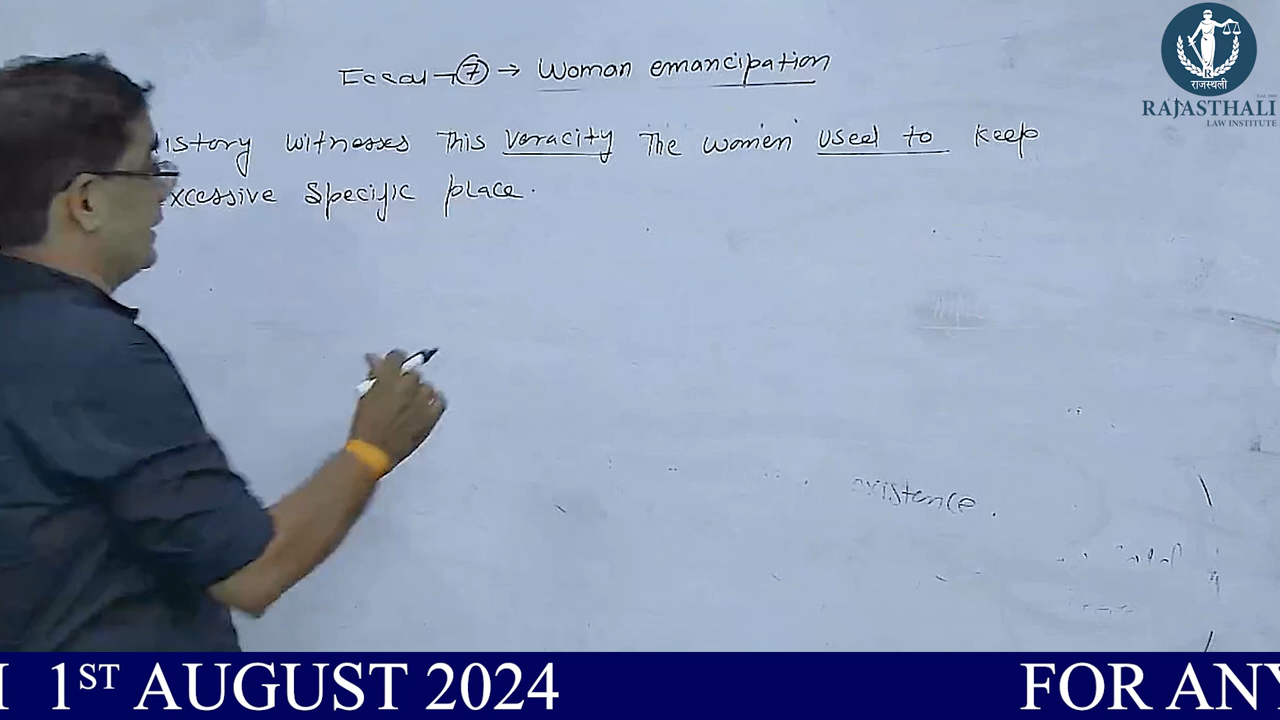 Essay → 7 → Woman emancipation
istory witnesses This veracity The women used to keep
xcessive specific place.
existence.
राजस्थली
RAJASTHALI
LAW INSTITUTE
1ST AUGUST 2024
FOR ANY